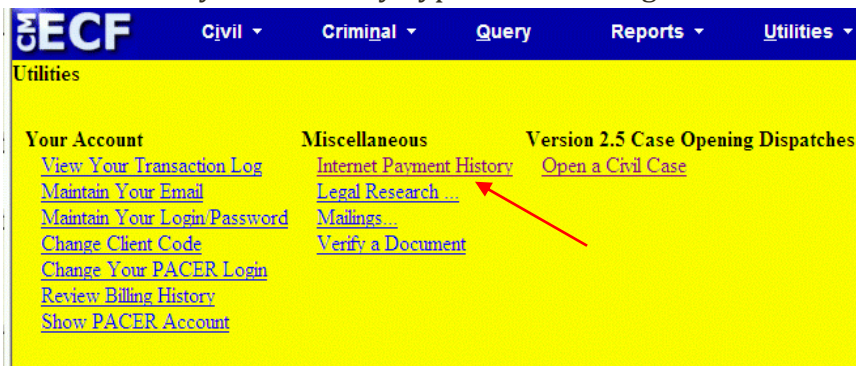 CM ECF Civil Criminal Query Reports Utilities
Utilities
Your Account
View Your Transaction Log
Maintain Your Email
Maintain Your Login/Password
Change Client Code
Change Your PACER Login
Review Billing History
Show PACER Account
Miscellaneous
Internet Payment History
Legal Research ...
Mailings...
Verify a Document
Version 2.5 Case Opening Dispatches
Open a Civil Case